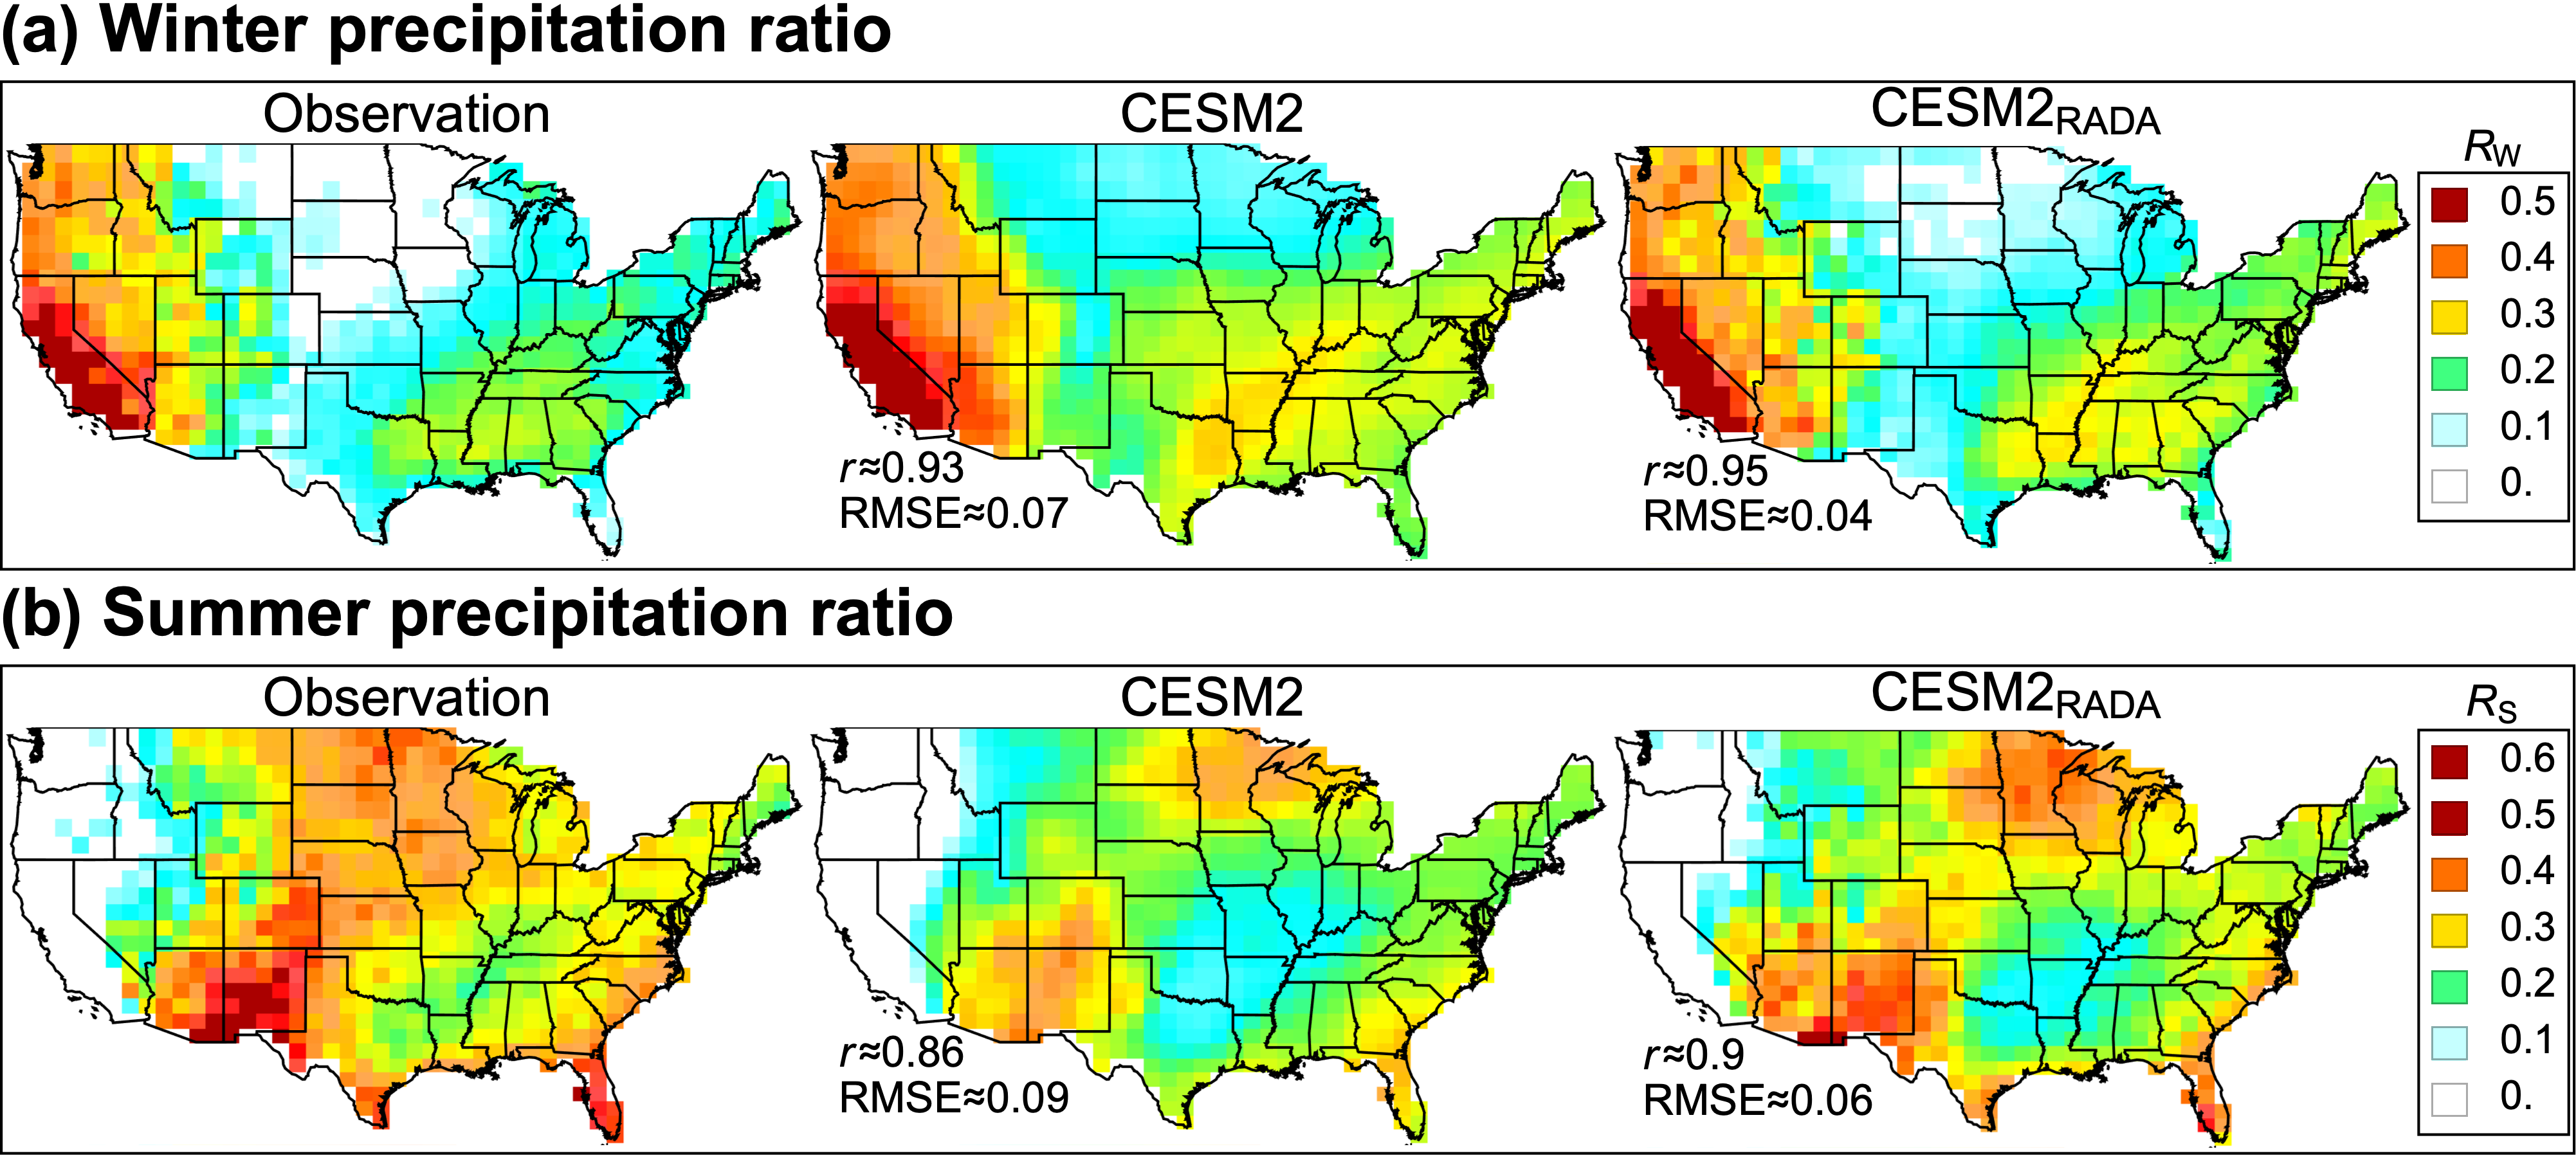 (a) Winter precipitation ratio
Observation
CESM2
CESM2RADA
r≈0.93
RMSE≈0.07
r≈0.95
RMSE≈0.04
RW
0.5
0.4
0.3
0.2
0.1
0.
(b) Summer precipitation ratio
Observation
CESM2
CESM2RADA
r≈0.86
RMSE≈0.09
r≈0.9
RMSE≈0.06
RS
0.6
0.5
0.4
0.3
0.2
0.1
0.